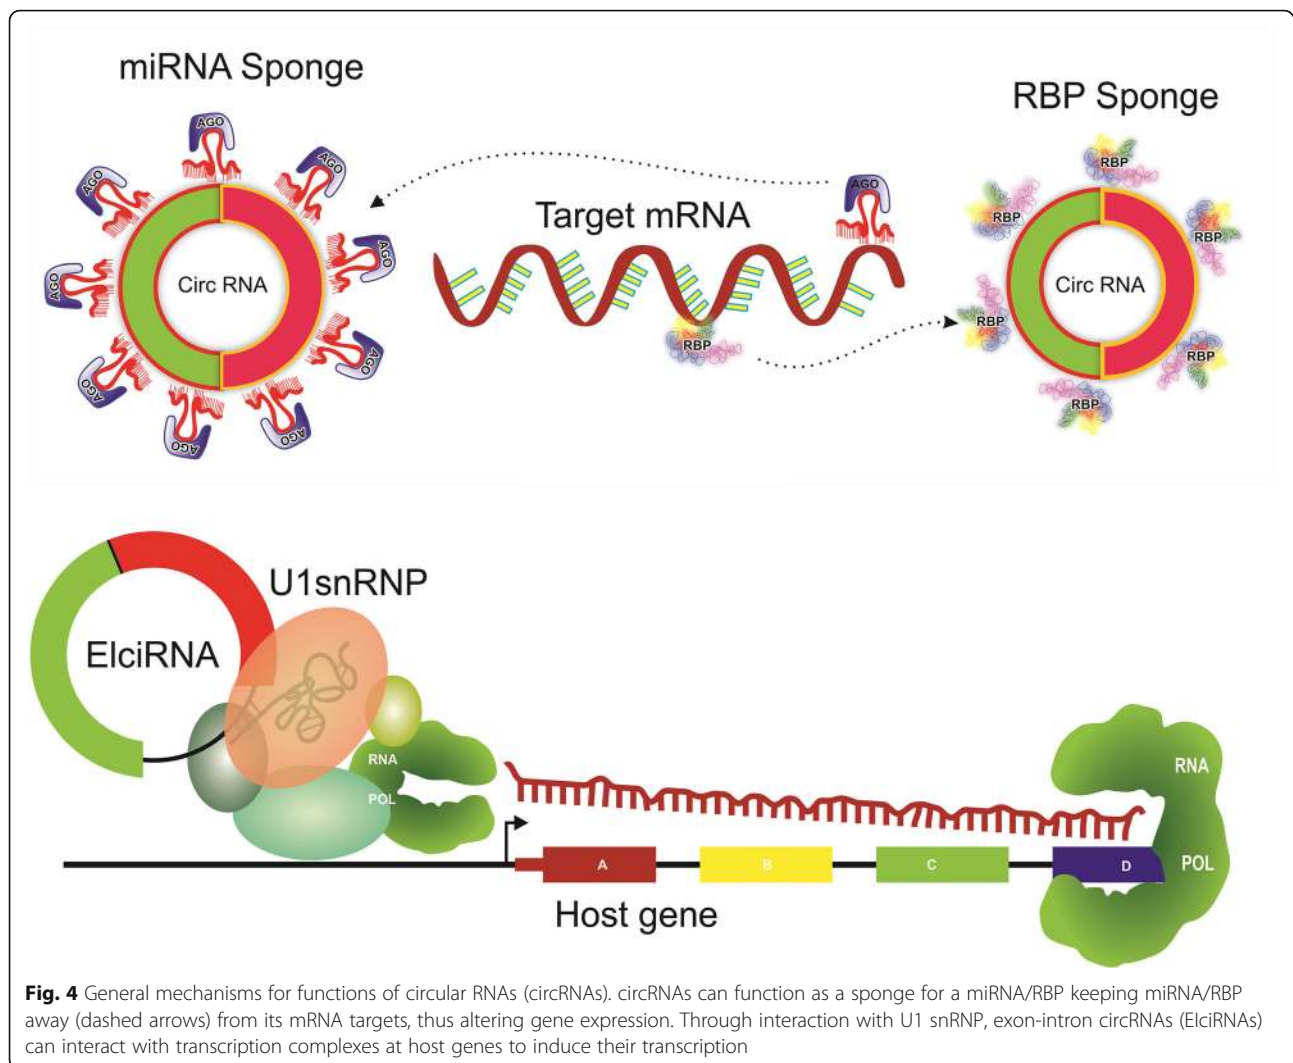 miRNA Sponge
RBP Sponge
AGO
AGO
AGO
AGO
AGO
AGO
AGO
AGO
AGO
Circ RNA
AGO
Target mRNA
RBP
RBP
RBP
RBP
RBP
RBP
RBP
Circ RNA
U1snRNP
EIciRNA
RNA
POL
RNA
POL
A
B
C
D
Host gene
Fig. 4 General mechanisms for functions of circular RNAs (circRNAs). circRNAs can function as a sponge for a miRNA/RBP keeping miRNA/RBP
away (dashed arrows) from its mRNA targets, thus altering gene expression. Through interaction with U1 snRNP, exon-intron circRNAs (EIciRNAs)
can interact with transcription complexes at host genes to induce their transcription